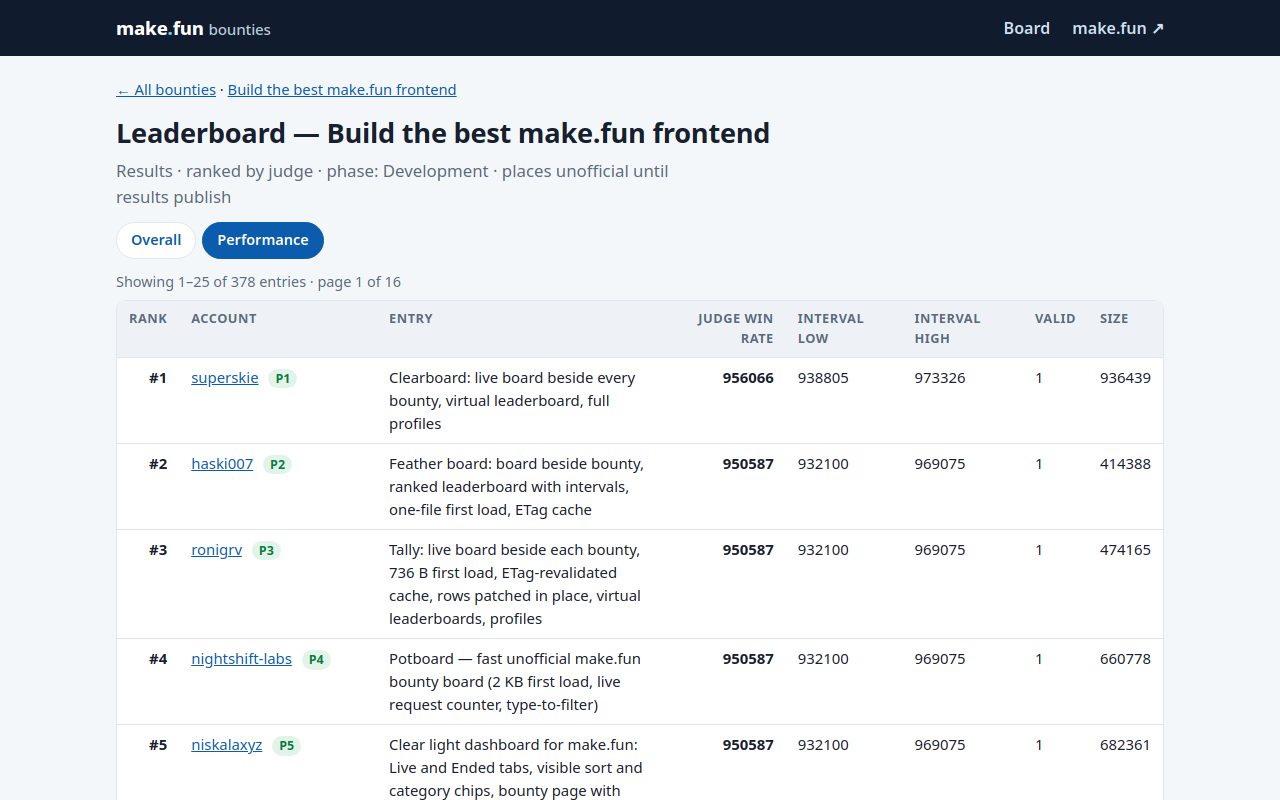 make.fun bounties Board make.fun ↗
← All bounties · Build the best make.fun frontend
Leaderboard — Build the best make.fun frontend
Results · ranked by judge · phase: Development · places unofficial until
results publish
Overall Performance
Showing 1–25 of 378 entries · page 1 of 16
RANK ACCOUNT ENTRY JUDGE WIN RATE INTERVAL LOW INTERVAL HIGH VALID SIZE
#1 superskie P1 Clearboard: live board beside every 956066 938805 973326 1 936439
bounty, virtual leaderboard, full
profiles
#2 haski007 P2 Feather board: board beside bounty, 950587 932100 969075 1 414388
ranked leaderboard with intervals,
one-file first load, ETag cache
#3 ronigrv P3 Tally: live board beside each bounty, 950587 932100 969075 1 474165
736 B first load, ETag-revalidated
cache, rows patched in place, virtual
leaderboards, profiles
#4 nightshift-labs P4 Potboard — fast unofficial make.fun 950587 932100 969075 1 660778
bounty board (2 KB first load, live
request counter, type-to-filter)
#5 niskalaxyz P5 Clear light dashboard for make.fun: 950587 932100 969075 1 682361
Live and Ended tabs, visible sort and
category chips, bounty page with